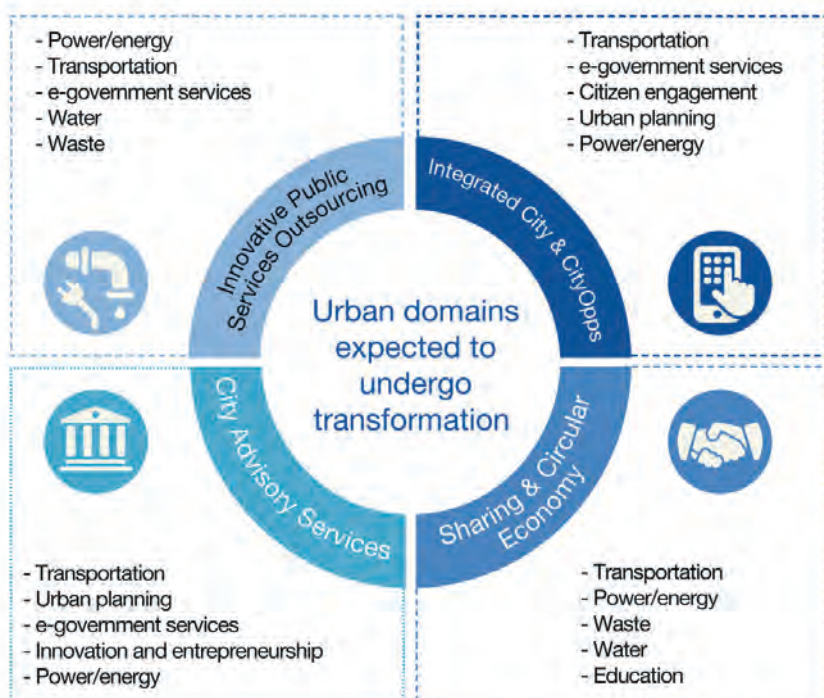 - Power/energy
- Transportation
- e-government services
- Water
- Waste
- Transportation
- e-government services
- Citizen engagement
- Urban planning
- Power/energy
Innovative Public
Services Outsourcing
Integrated City & CityOpps
Urban domains
expected to
undergo
transformation
City Advisory Services
Sharing & Circular
Economy
- Transportation
- Urban planning
- e-government services
- Innovation and entrepreneurship
- Power/energy
- Transportation
- Power/energy
- Waste
- Water
- Education